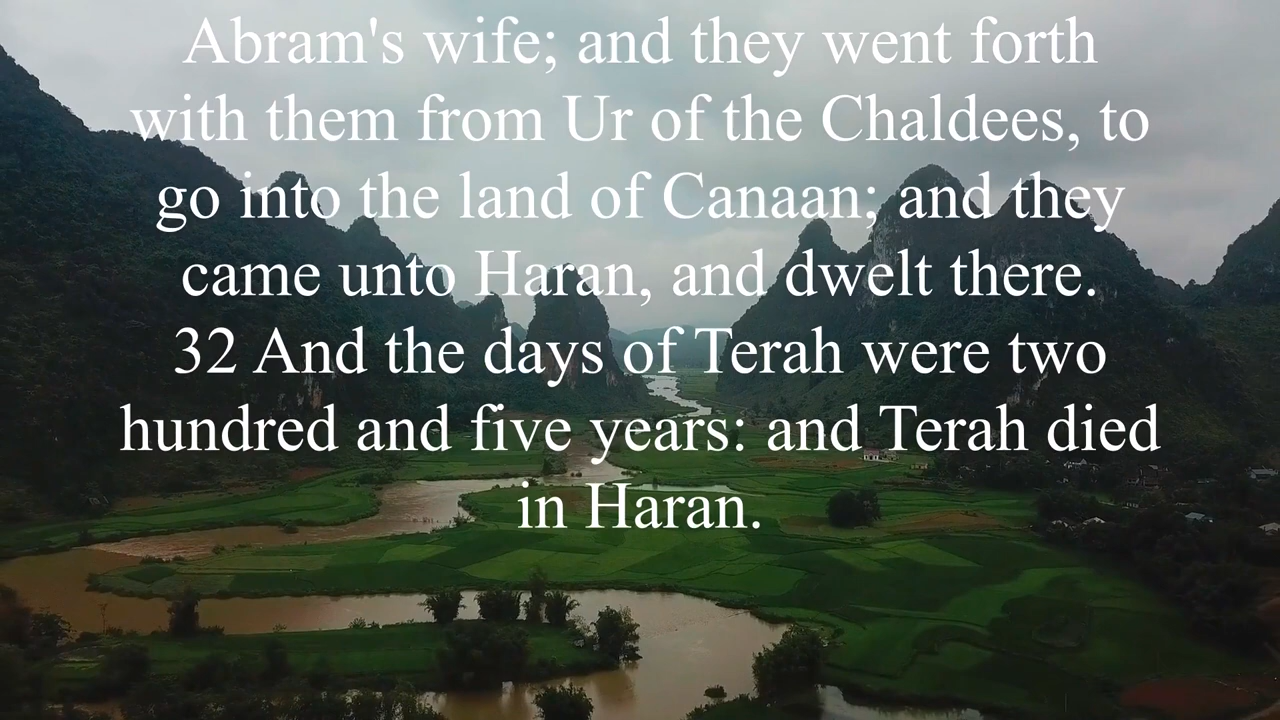 Abram's wife; and they went forth
with them from Ur of the Chaldees, to
go into the land of Canaan; and they
came unto Haran, and dwelt there.
32 And the days of Terah were two
hundred and five years: and Terah died
in Haran.